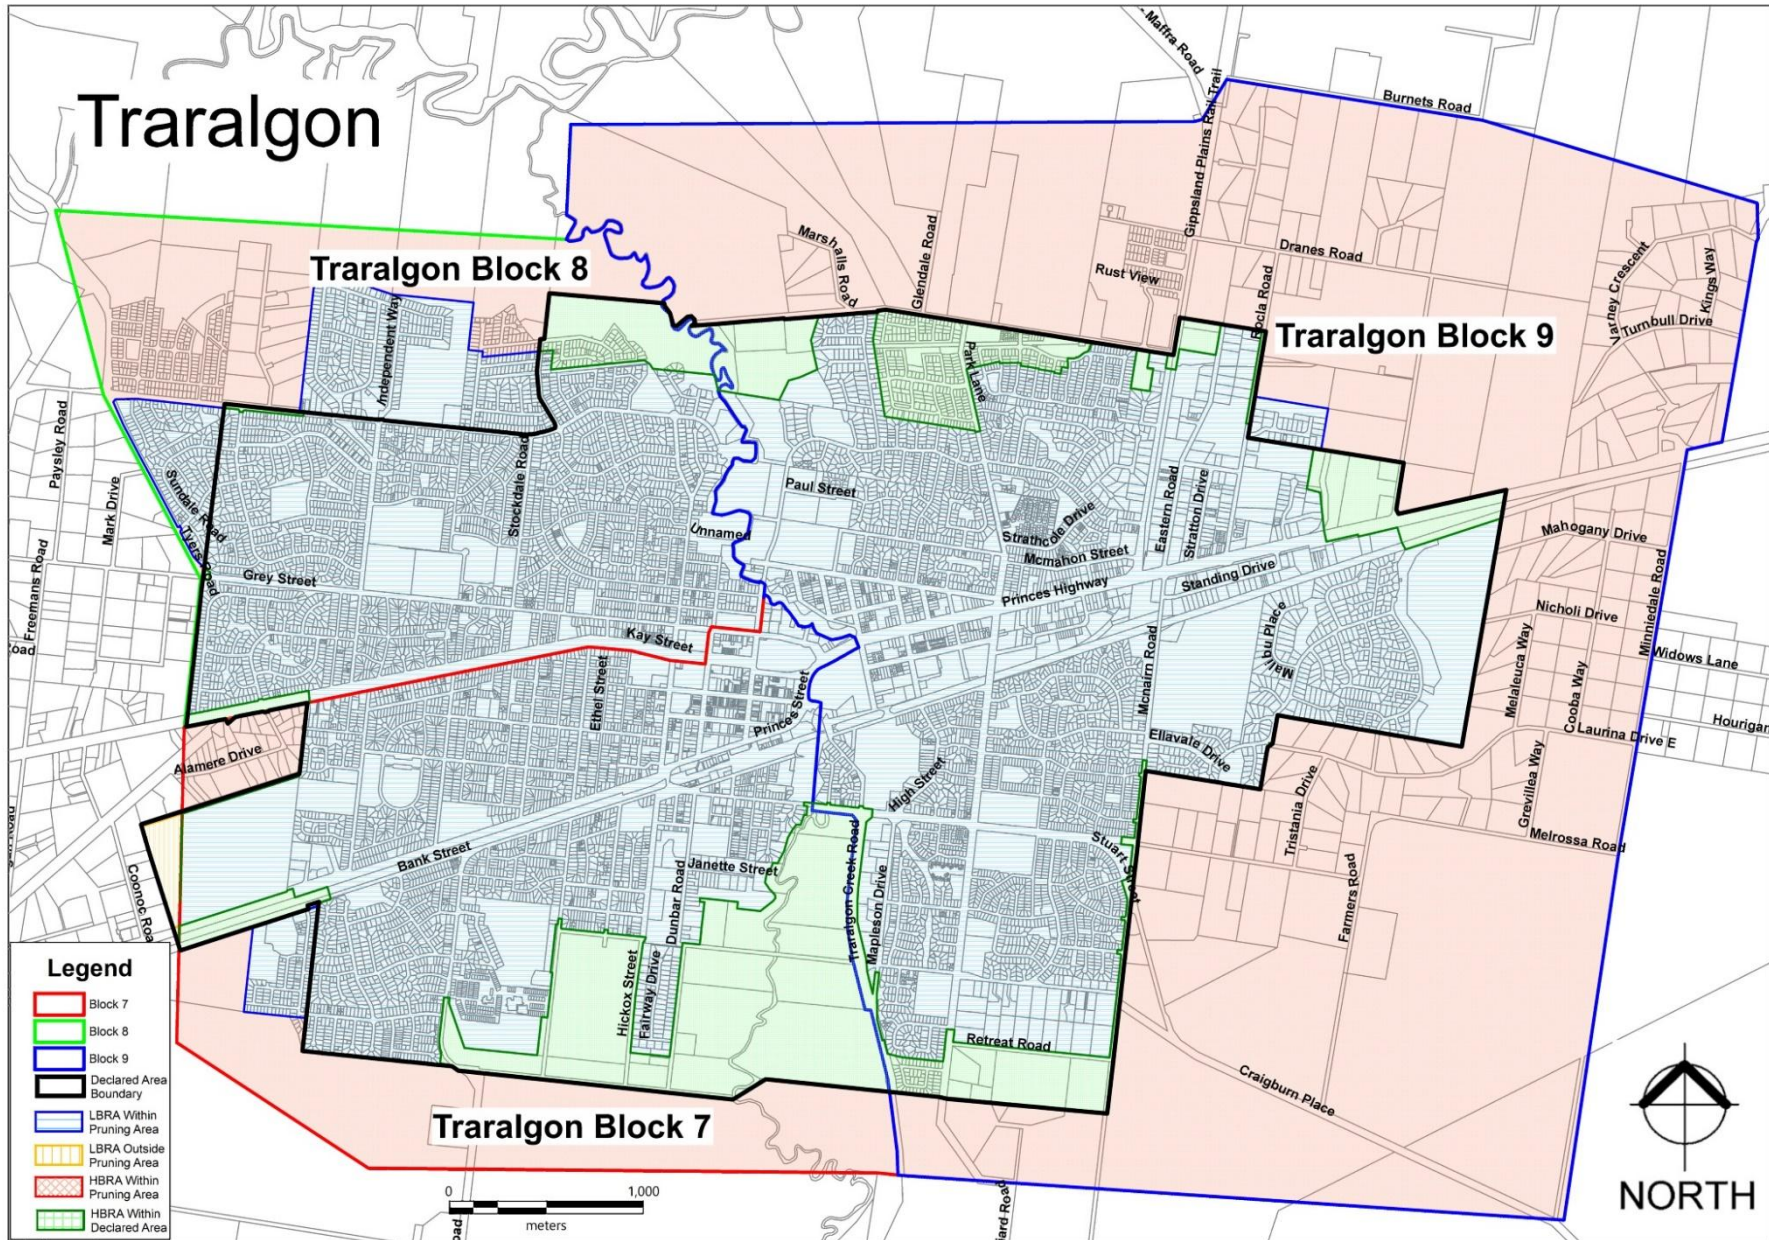 Traralgon
Maffra Road
Burnets Road
Gippsland Plains Rail Trail
Marshalls Road
Glendale Road
Dranes Road
Rust View
Varney Crescent
Kings Way
Turnbull Drive
Traralgon Block 8
Independent Way
Traralgon Block 9
Park Lane
Paysley Road
Mark Drive
Sundale Road
Tyers Road
Stockdale Road
Paul Street
Unnamed
Strathcole Drive
Mcmahon Street
Eastern Road
Stratton Drive
Mahogany Drive
Freemans Road
Grey Street
Princes Highway
Standing Drive
Nicholi Drive
Minniedale Road
oad
Kay Street
Ethel Street
Mcnairn Road
Malibu Place
Melaleuca Way
Cooba Way
Widows Lane
Hourigan
Princes Street
Alamere Drive
Ellavale Drive
Laurina Drive E
High Street
Tristania Drive
Grevillea Way
Melrossa Road
Bank Street
Janette Street
Dunbar Road
Traralgon Creek Road
Mapleson Drive
Stuart Street
Farmers Road
Coonoc Road
Hickox Street
Fairway Drive
Retreat Road
Craigburn Place
Traralgon Block 7
Legend
Block 7
Block 8
Block 9
Declared Area
Boundary
LBRA Within
Pruning Area
LBRA Outside
Pruning Area
HBRA Within
Pruning Area
HBRA Within
Declared Area
0 1,000
meters
oad
iard Road
NORTH